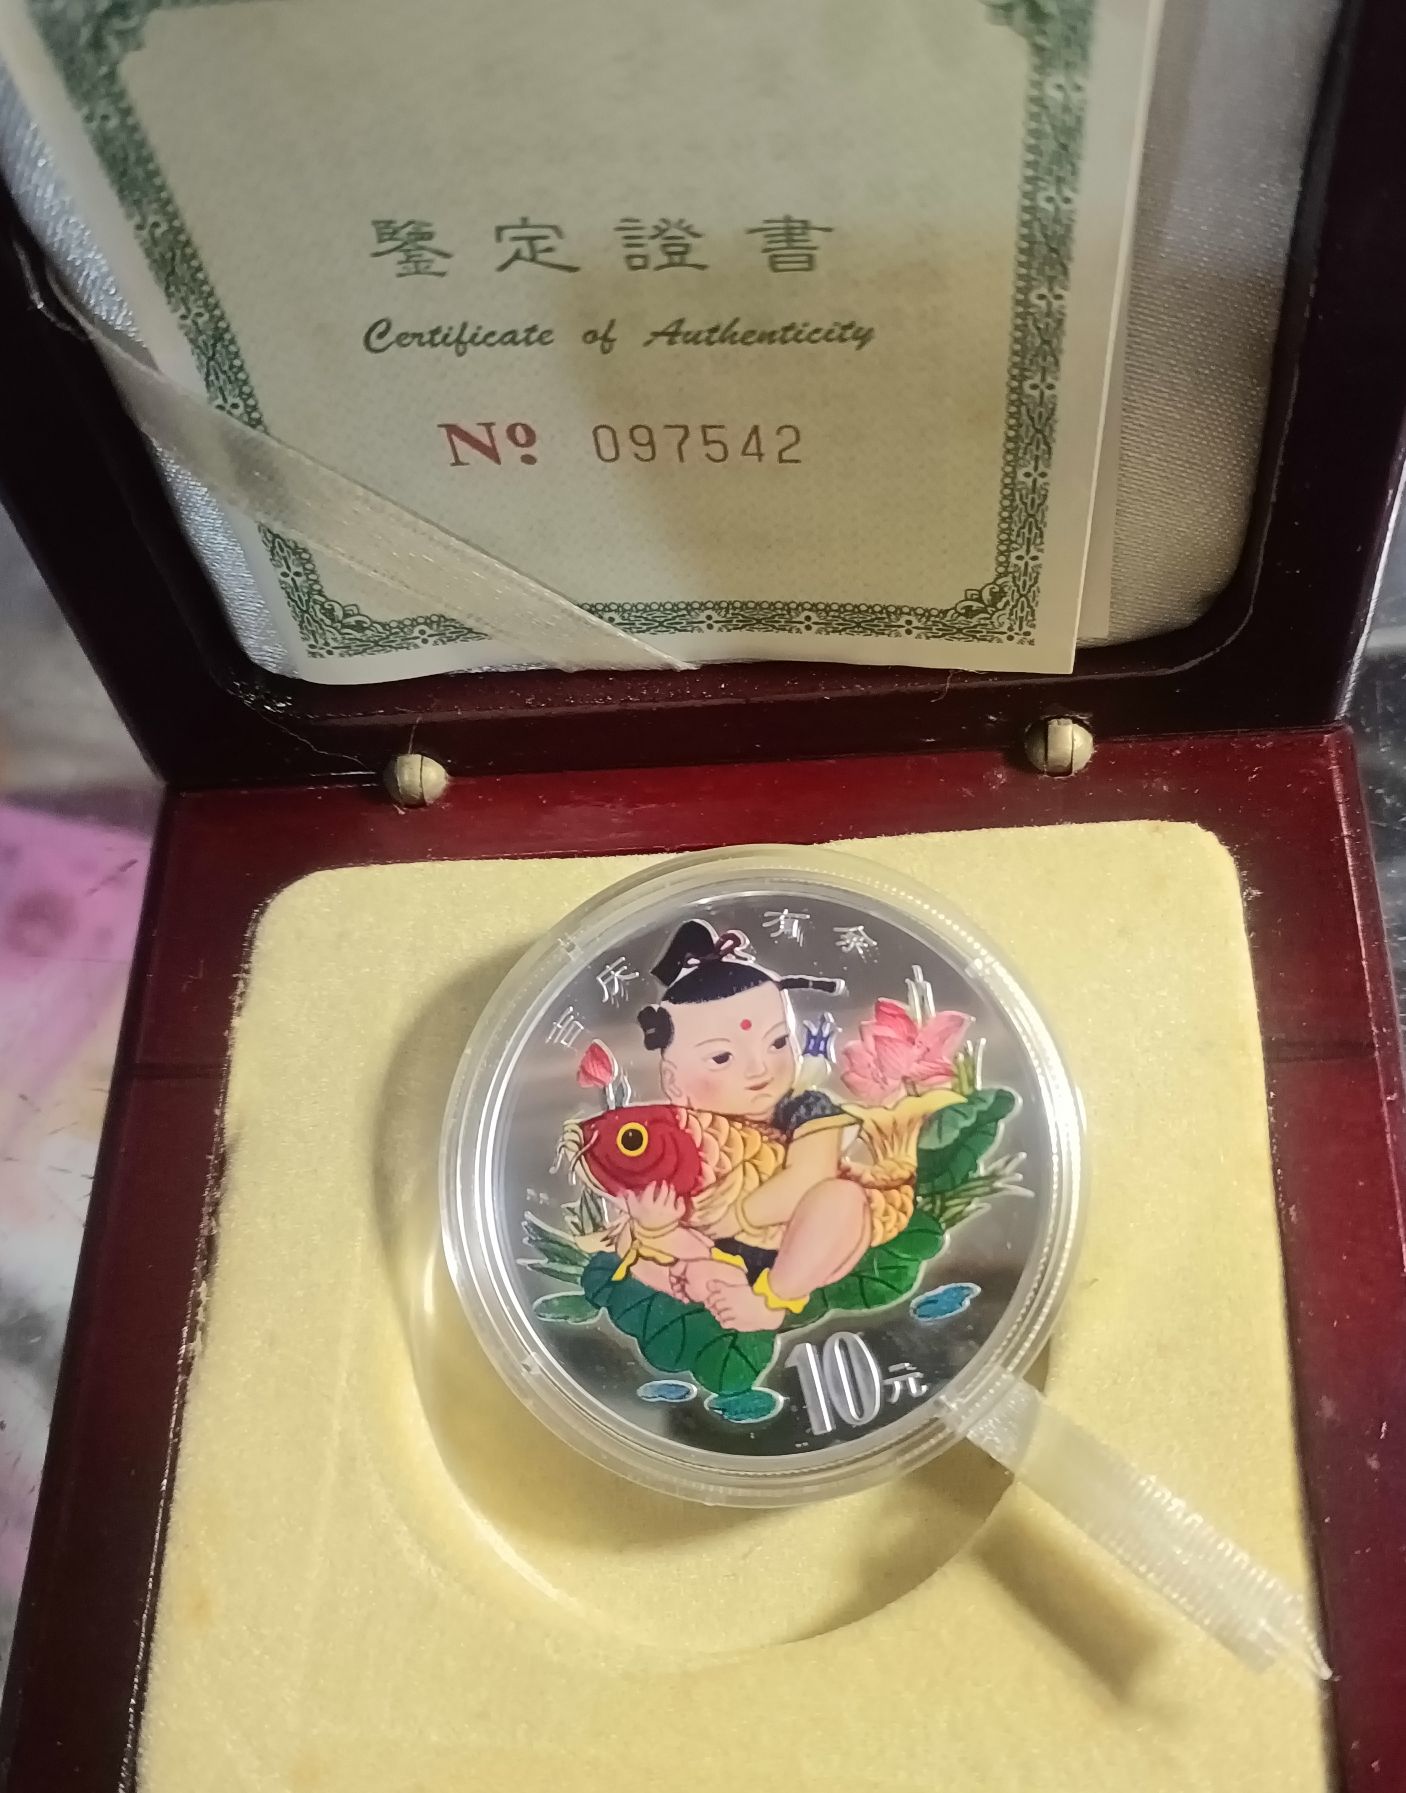 鑒定證書
Certificate of Authenticity
Nº 097542
吉庆有余
10元